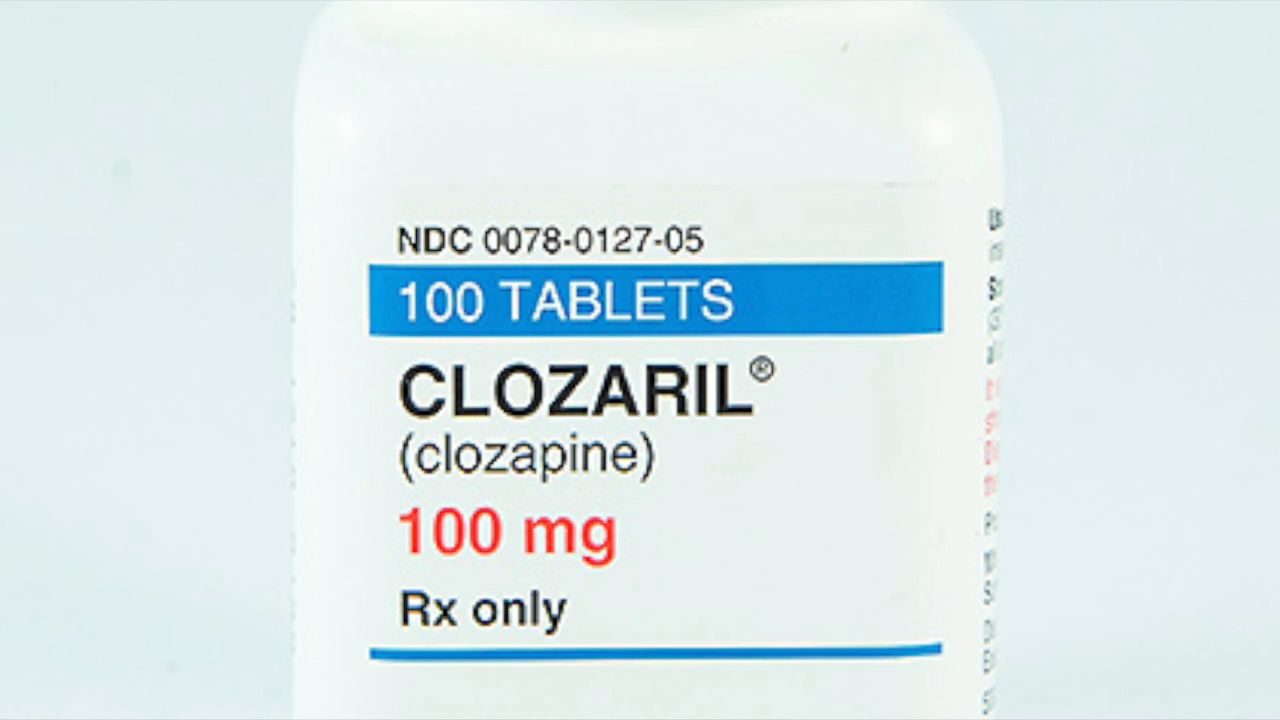 NDC 0078-0127-05
100 TABLETS
CLOZARIL®
(clozapine)
100 mg
Rx only